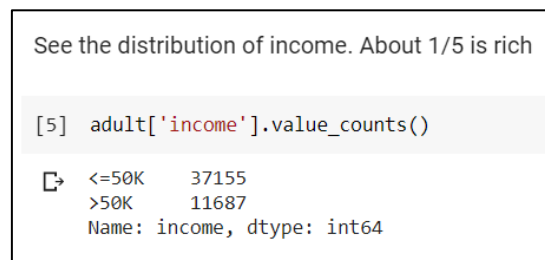 See the distribution of income. About 1/5 is rich
[5] adult['income'].value_counts()
<=50K 37155
>50K 11687
Name: income, dtype: int64